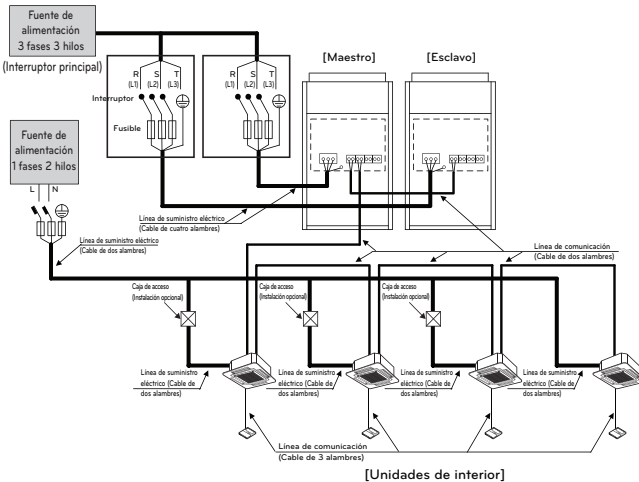 Fuente de
alimentación
3 fases 3 hilos
(Interruptor principal)
R S T
(L1) (L2) (L3)
R S T
(L1) (L2) (L3)
Interruptor
Fusible
[Maestro]
[Esclavo]
Fuente de
alimentación
1 fases 2 hilos
L N
Línea de suministro eléctrico
(Cable de cuatro alambres)
Línea de suministro eléctrico
(Cable de dos alambres)
Línea de comunicación
(Cable de dos alambres)
Caja de acceso
(Instalación opcional)
Caja de acceso
(Instalación opcional)
Caja de acceso
(Instalación opcional)
Línea de suministro
eléctrico (Cable de
dos alambres)
Línea de suministro
eléctrico (Cable de
dos alambres)
Línea de suministro
eléctrico (Cable de
dos alambres)
Línea de suministro
eléctrico (Cable de
dos alambres)
Línea de comunicación
(Cable de 3 alambres)
[Unidades de interior]